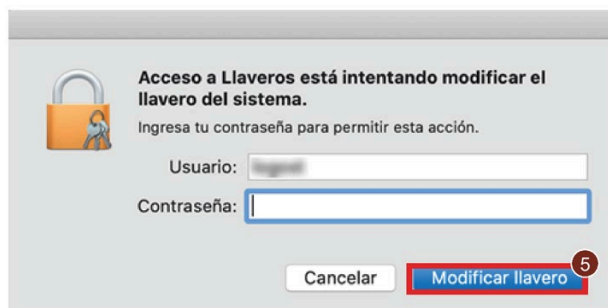 Acceso a Llaveros está intentando modificar el
llavero del sistema.
Ingresa tu contraseña para permitir esta acción.
Usuario:
Contraseña:
Cancelar
Modificar llavero
5